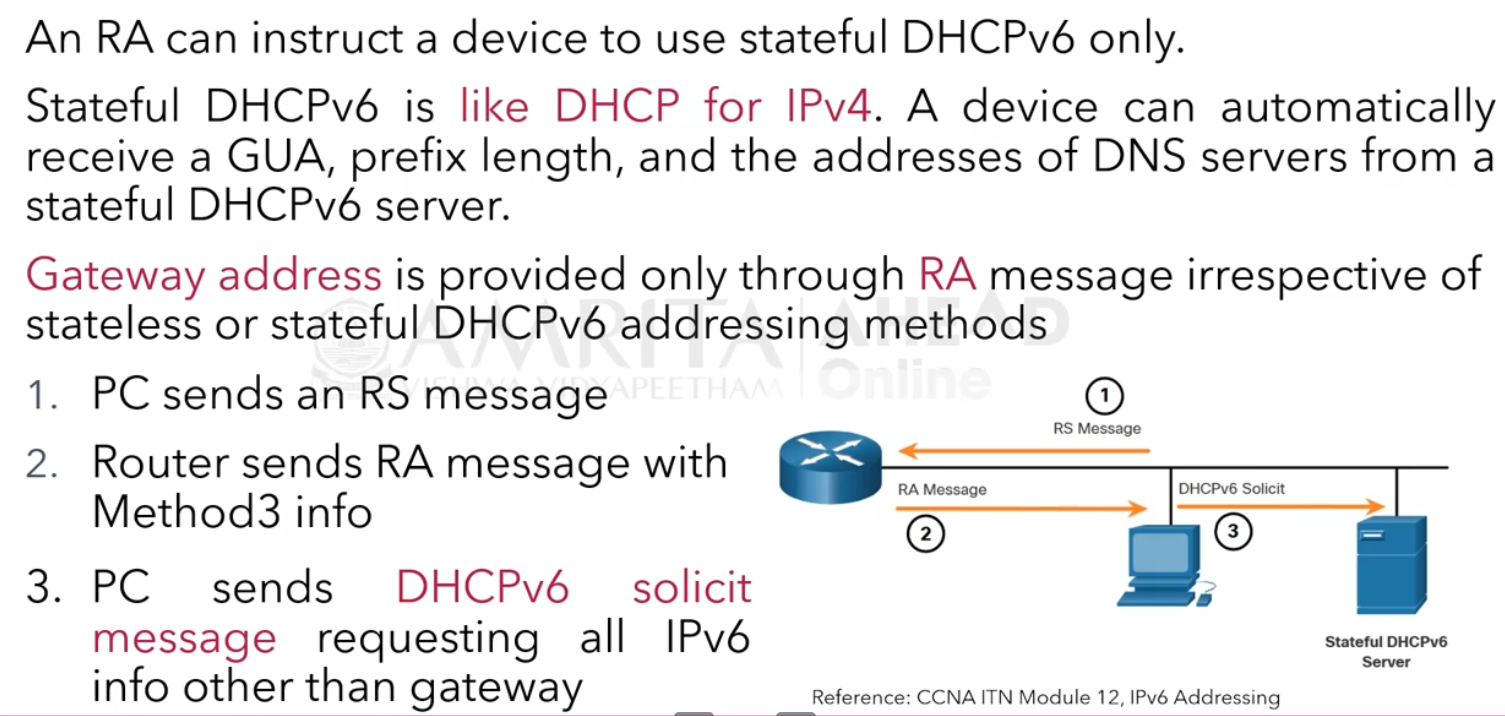 An RA can instruct a device to use stateful DHCPv6 only.
Stateful DHCPv6 is like DHCP for IPv4. A device can automatically
receive a GUA, prefix length, and the addresses of DNS servers from a
stateful DHCPv6 server.
Gateway address is provided only through RA message irrespective of
stateless or stateful DHCPv6 addressing methods
AMRITA AHEAD
VISHWA VIDYAPEETHAM Online
1. PC sends an RS message
2. Router sends RA message with
Method3 info
3. PC sends DHCPv6 solicit
message requesting all IPv6
info other than gateway
1
RS Message
RA Message
2
DHCPv6 Solicit
3
Stateful DHCPv6
Server
Reference: CCNA ITN Module 12, IPv6 Addressing